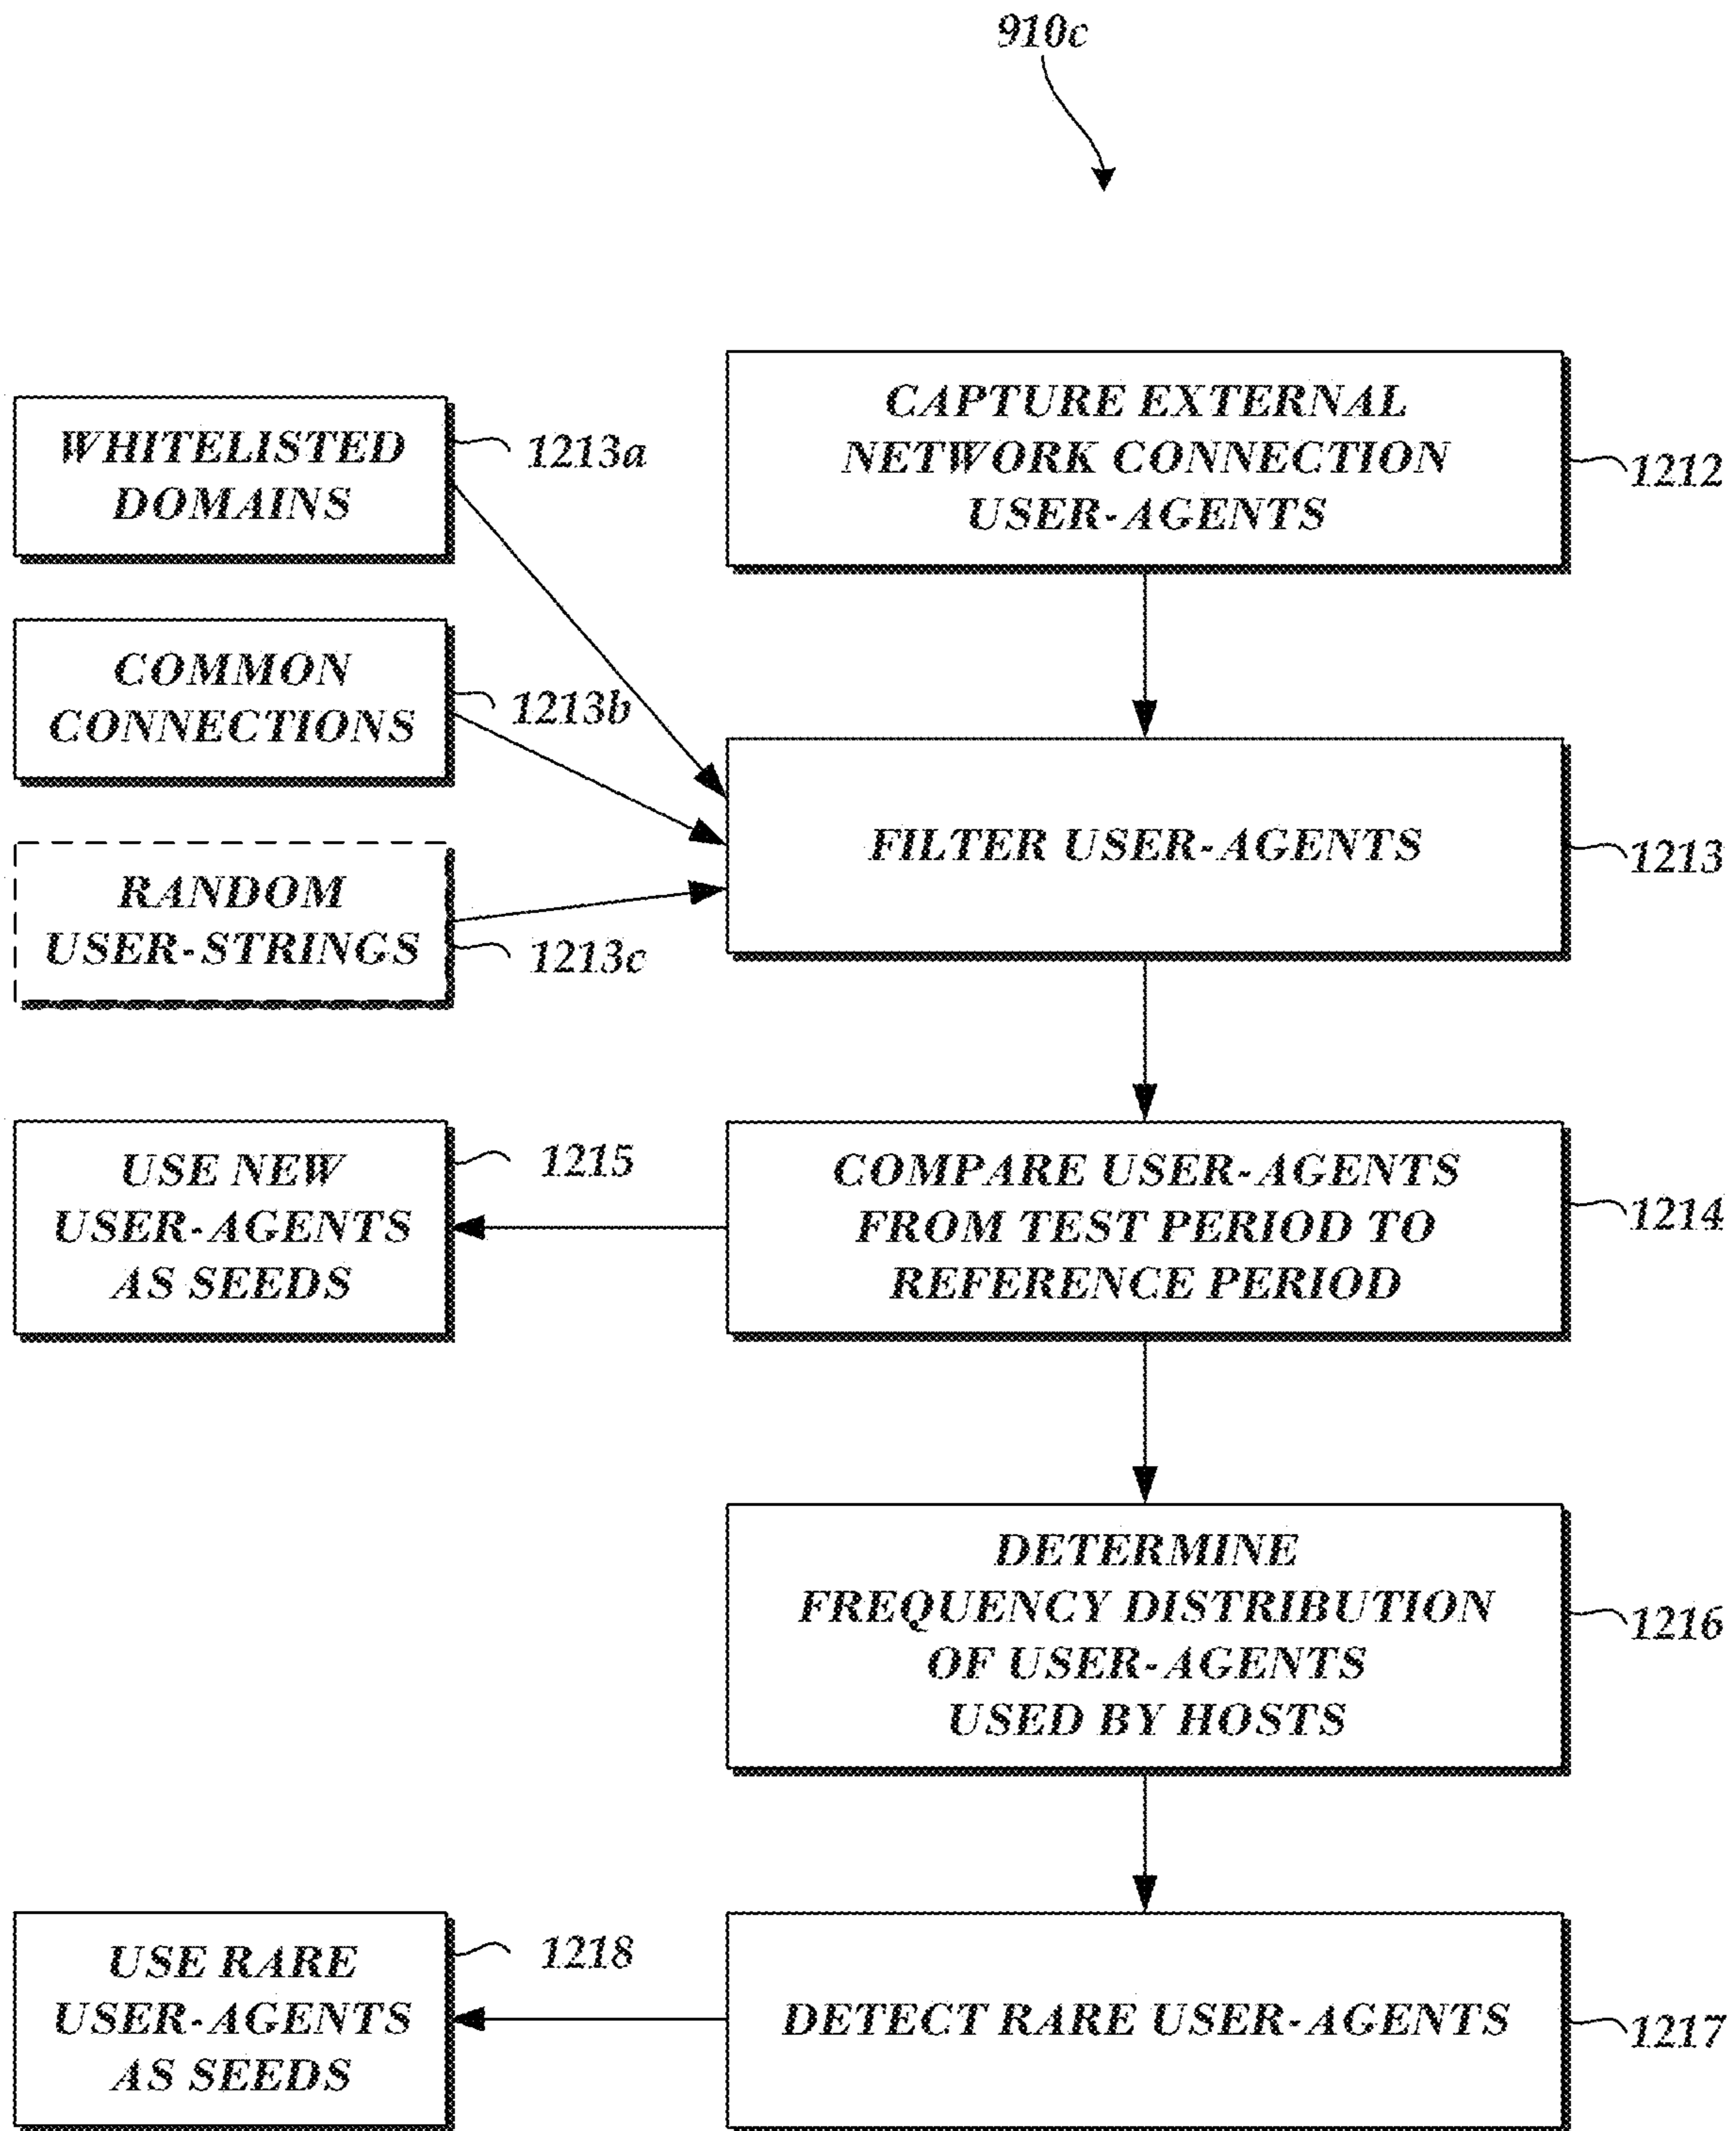 910c
WHITELISTED
DOMAINS
1213a
CAPTURE EXTERNAL
NETWORK CONNECTION
USER-AGENTS
1212
COMMON
CONNECTIONS
1213b
RANDOM
USER-STRINGS
1213c
FILTER USER-AGENTS
1213
USE NEW
USER-AGENTS
AS SEEDS
1215
COMPARE USER-AGENTS
FROM TEST PERIOD TO
REFERENCE PERIOD
1214
DETERMINE
FREQUENCY DISTRIBUTION
OF USER-AGENTS
USED BY HOSTS
1216
USE RARE
USER-AGENTS
AS SEEDS
1218
DETECT RARE USER-AGENTS
1217